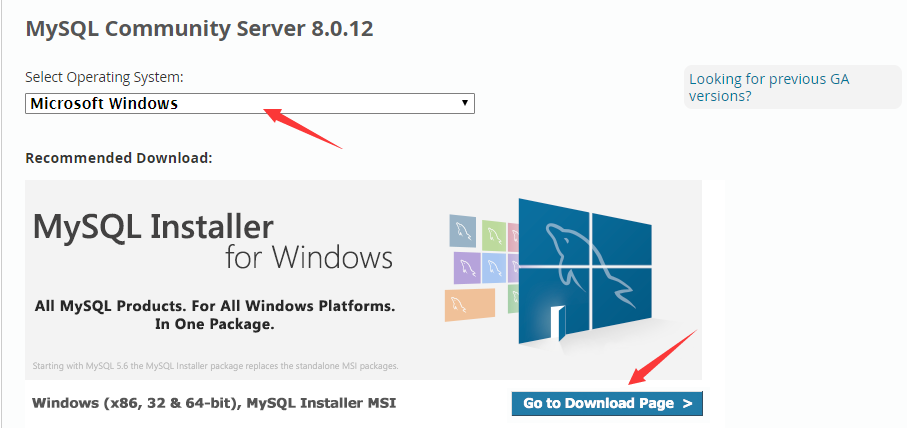 MySQL Community Server 8.0.12
Select Operating System:
Microsoft Windows
Looking for previous GA
versions?
Recommended Download:
MySQL Installer
for Windows
All MySQL Products. For All Windows Platforms.
In One Package.
Starting with MySQL 5.6 the MySQL Installer package replaces the standalone MSI packages.
Windows (x86, 32 & 64-bit), MySQL Installer MSI
Go to Download Page >